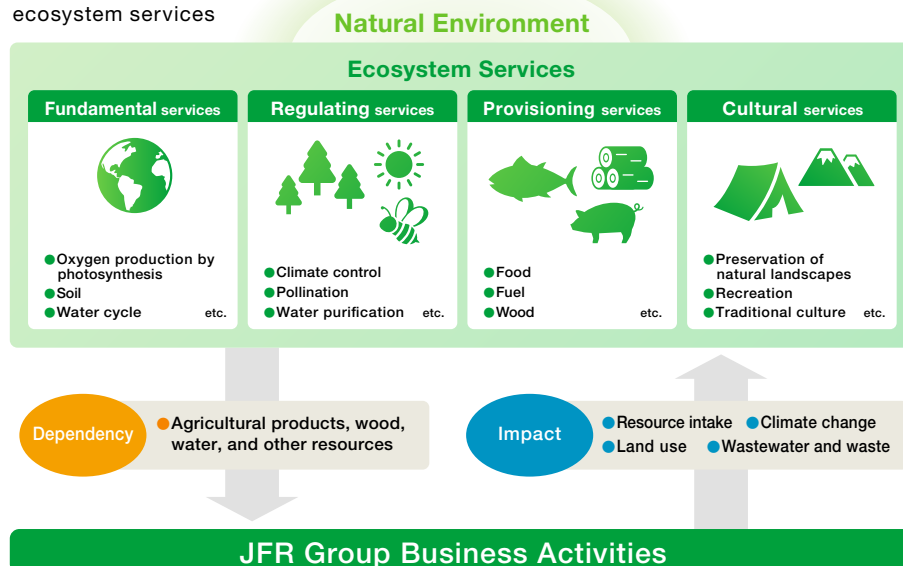 ecosystem services
Natural Environment
Ecosystem Services
Fundamental services
Oxygen production by
photosynthesis
Soil
Water cycle etc.
Regulating services
Climate control
Pollination
Water purification etc.
Provisioning services
Food
Fuel
Wood etc.
Cultural services
Preservation of
natural landscapes
Recreation
Traditional culture etc.
Dependency
Agricultural products, wood,
water, and other resources
Impact
Resource intake Climate change
Land use Wastewater and waste
JFR Group Business Activities